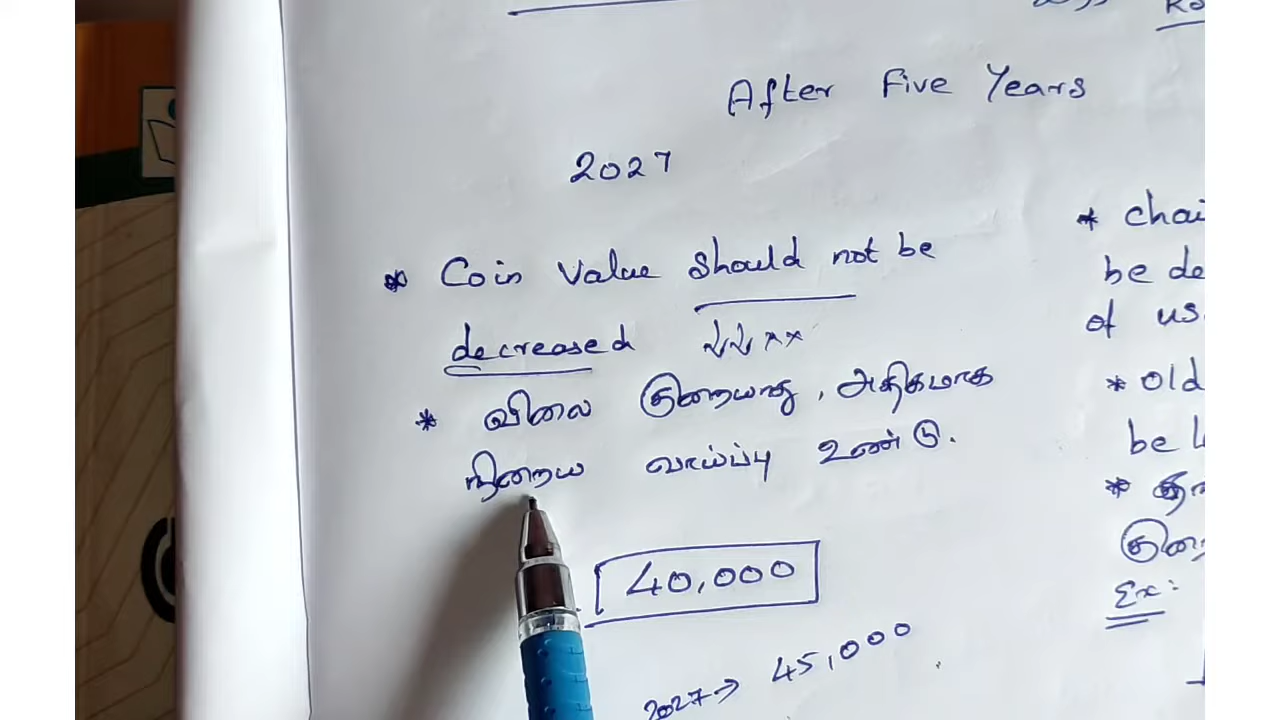 After Five Years
2027
* Coin Value should not be
decreased
* விலை குறையாது, அதிகமாக
நிறைய வாய்ப்பு உண்டு.
40,000
2027 → 45,000
* chai
be de
of us.
* old
be
*
குறை
Ex: